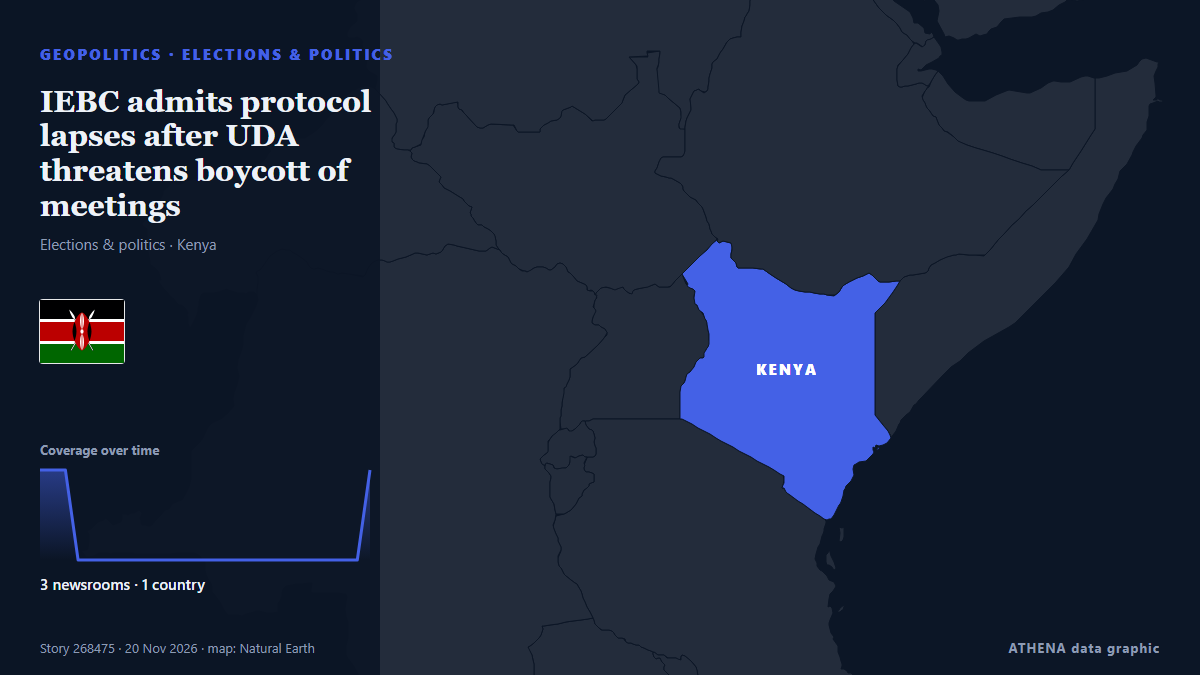 GEOPOLITICS · ELECTIONS & POLITICS
IEBC admits protocol
lapses after UDA
threatens boycott of
meetings
Elections & politics · Kenya
KENYA
Coverage over time
3 newsrooms · 1 country
Story 268475 · 20 Nov 2026 · map: Natural Earth
ATHENA data graphic